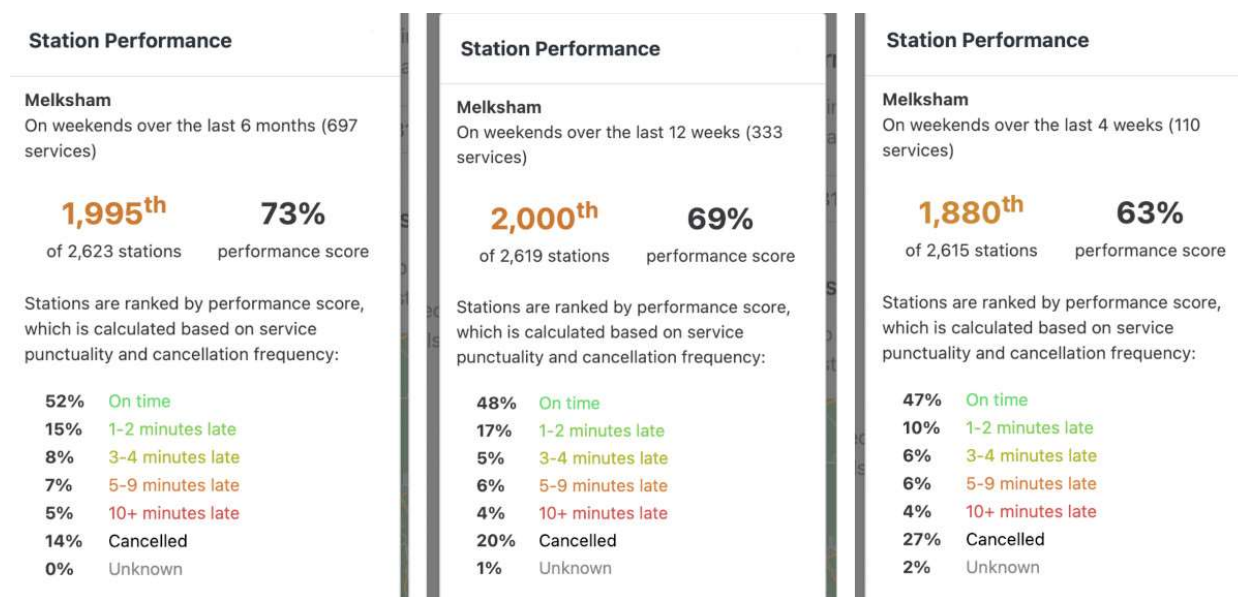 Station Performance
Melksham
On weekends over the last 6 months (697
services)
1,995th
73%
of 2,623 stations
performance score
Stations are ranked by performance score,
which is calculated based on service
punctuality and cancellation frequency:
52% On time
15% 1-2 minutes late
8% 3-4 minutes late
7% 5-9 minutes late
5% 10+ minutes late
14% Cancelled
0% Unknown
Station Performance
Melksham
On weekends over the last 12 weeks (333
services)
2,000th
69%
of 2,619 stations
performance score
Stations are ranked by performance score,
which is calculated based on service
punctuality and cancellation frequency:
48% On time
17% 1-2 minutes late
5% 3-4 minutes late
6% 5-9 minutes late
4% 10+ minutes late
20% Cancelled
1% Unknown
Station Performance
Melksham
On weekends over the last 4 weeks (110
services)
1,880th
63%
of 2,615 stations
performance score
Stations are ranked by performance score,
which is calculated based on service
punctuality and cancellation frequency:
47% On time
10% 1-2 minutes late
6% 3-4 minutes late
6% 5-9 minutes late
4% 10+ minutes late
27% Cancelled
2% Unknown